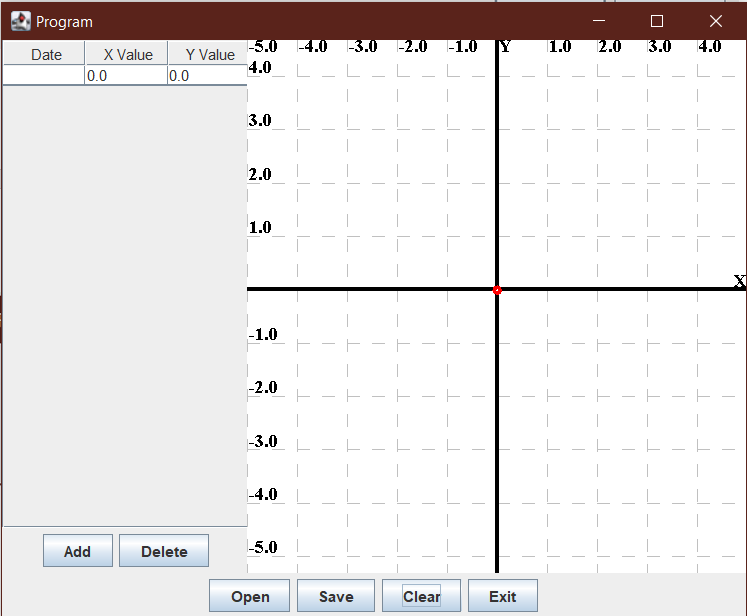 Program
Date X Value Y Value
0.0 0.0
-5.0 -4.0 -3.0 -2.0 -1.0 Y 1.0 2.0 3.0 4.0
4.0
3.0
2.0
1.0
X
-1.0
-2.0
-3.0
-4.0
-5.0
Add Delete
Open Save Clear Exit